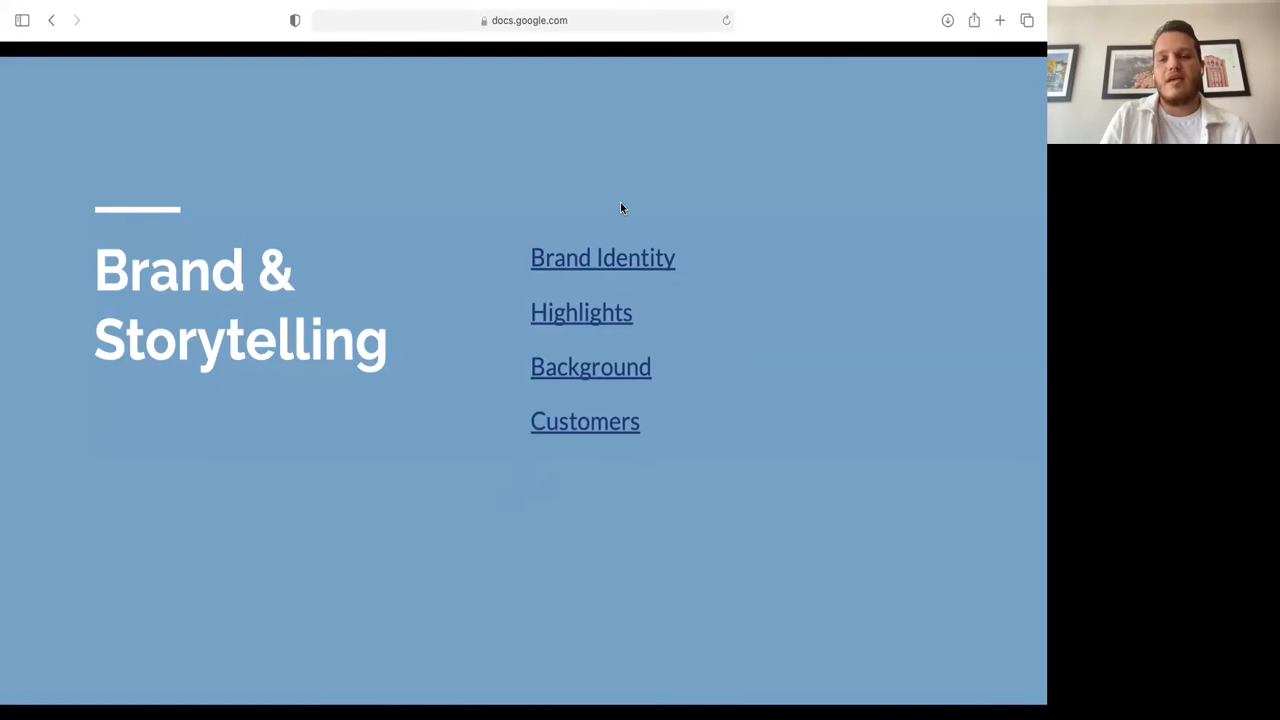 docs.google.com
Brand &
Storytelling
Brand Identity
Highlights
Background
Customers